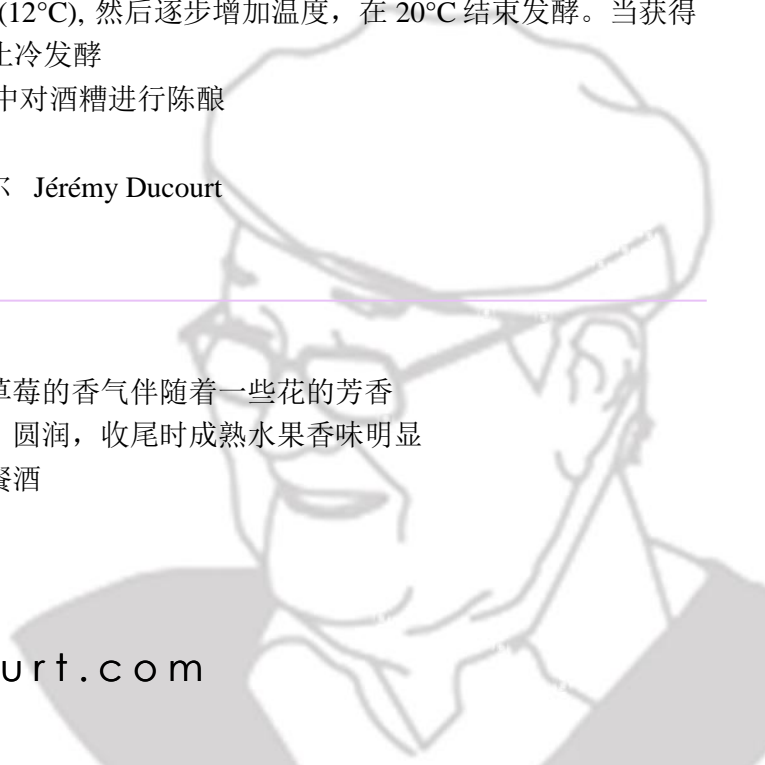 (12°C), 然后逐步增加温度，在 20°C 结束发酵。当获得
止冷发酵
中对酒糟进行陈酿
Jérémy Ducourt
草莓的香气伴随着一些花的芳香
圆润，收尾时成熟水果香味明显
餐酒
urt.com